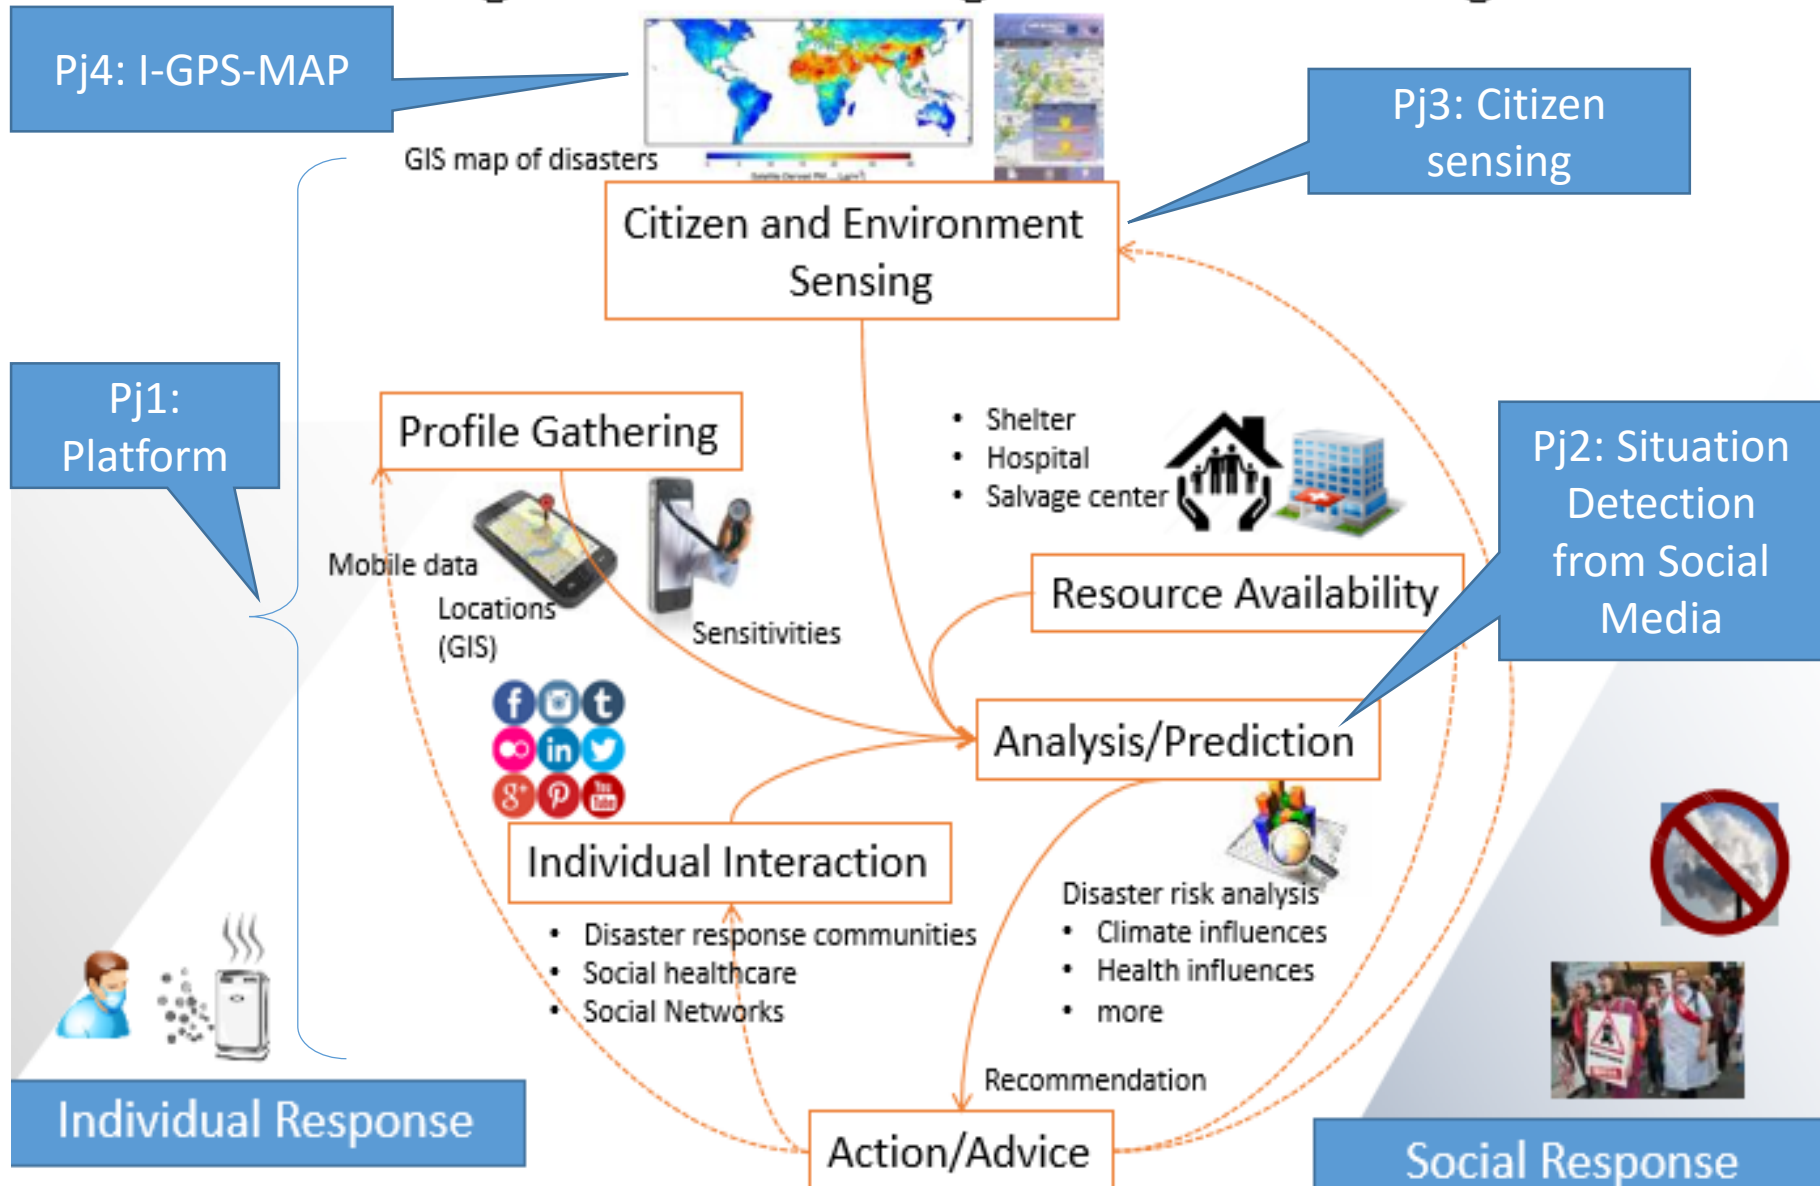 Pj4: I-GPS-MAP
GIS map of disasters
Pj3: Citizen
sensing
Citizen and Environment
Sensing
Pj1:
Platform
Profile Gathering
• Shelter
• Hospital
• Salvage center
Pj2: Situation
Detection
from Social
Media
Mobile data
Locations
(GIS)
Sensitivities
Resource Availability
Analysis/Prediction
Individual Interaction
• Disaster response communities
• Social healthcare
• Social Networks
Disaster risk analysis
• Climate influences
• Health influences
• more
Recommendation
Individual Response
Action/Advice
Social Response